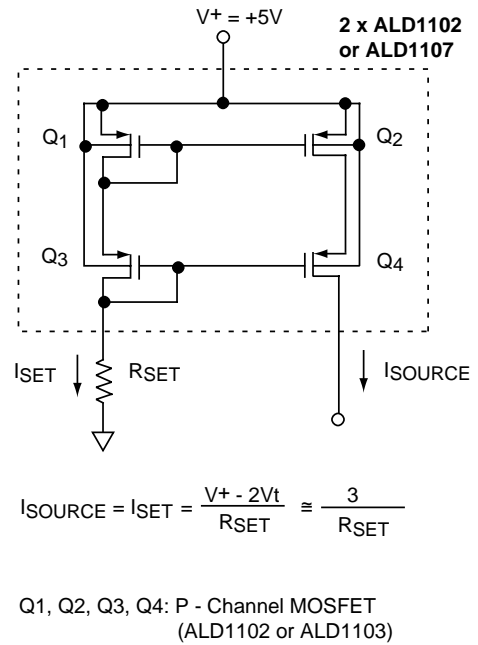 V+ = +5V
2 x ALD1102
or ALD1107
Q1
Q2
Q3
Q4
ISET
RSET
ISOURCE
ISOURCE = ISET = V+ - 2Vt / RSET ≅ 3 / RSET
Q1, Q2, Q3, Q4: P - Channel MOSFET
(ALD1102 or ALD1103)